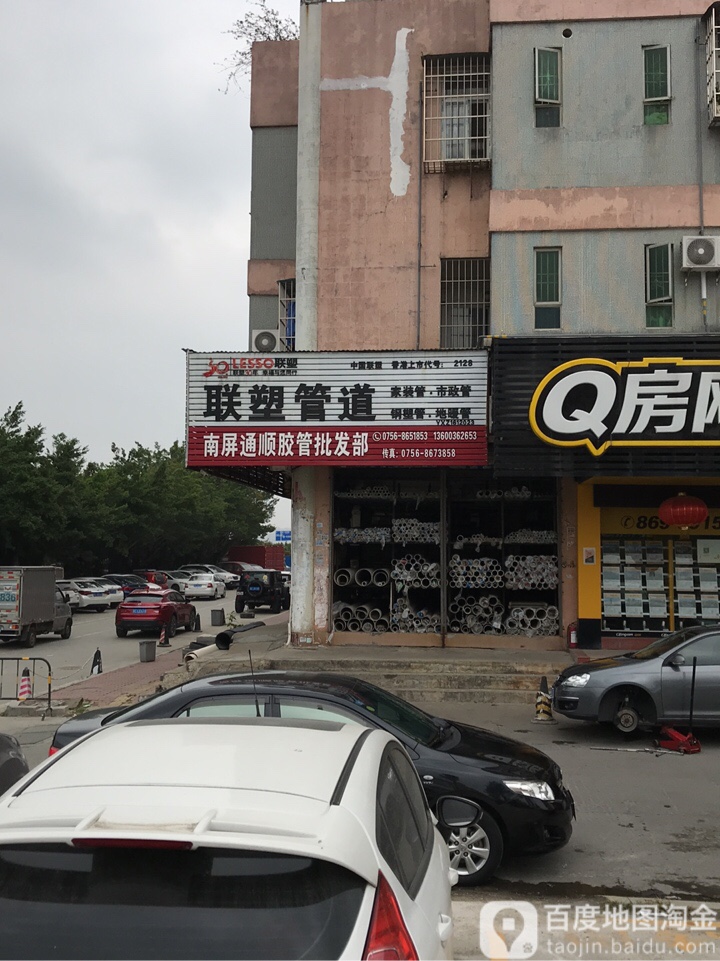 LESSO联塑
中国联塑 香港上市代号：2128
联塑管道
家装管·市政管
铜塑管·地暖管
YXZ1612023
南屏通顺胶管批发部
0756-8651853 13600362653
传真：0756-8673858
Q房网
百度地图淘金
taojin.baidu.com